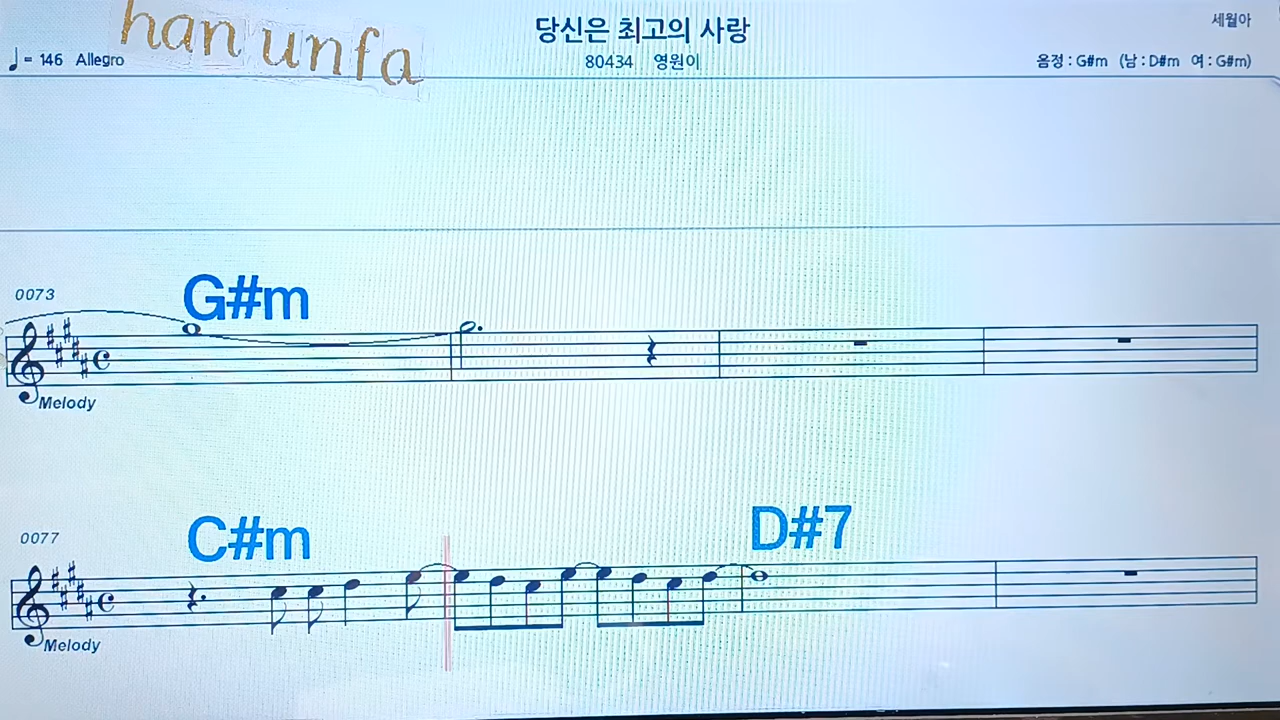 han unfa
당신은 최고의 사랑
세월아
♩= 146 Allegro
80434 영원이
음정 : G#m (남 : D#m 여 : G#m)
0073
G#m
Melody
0077
C#m
D#7
Melody